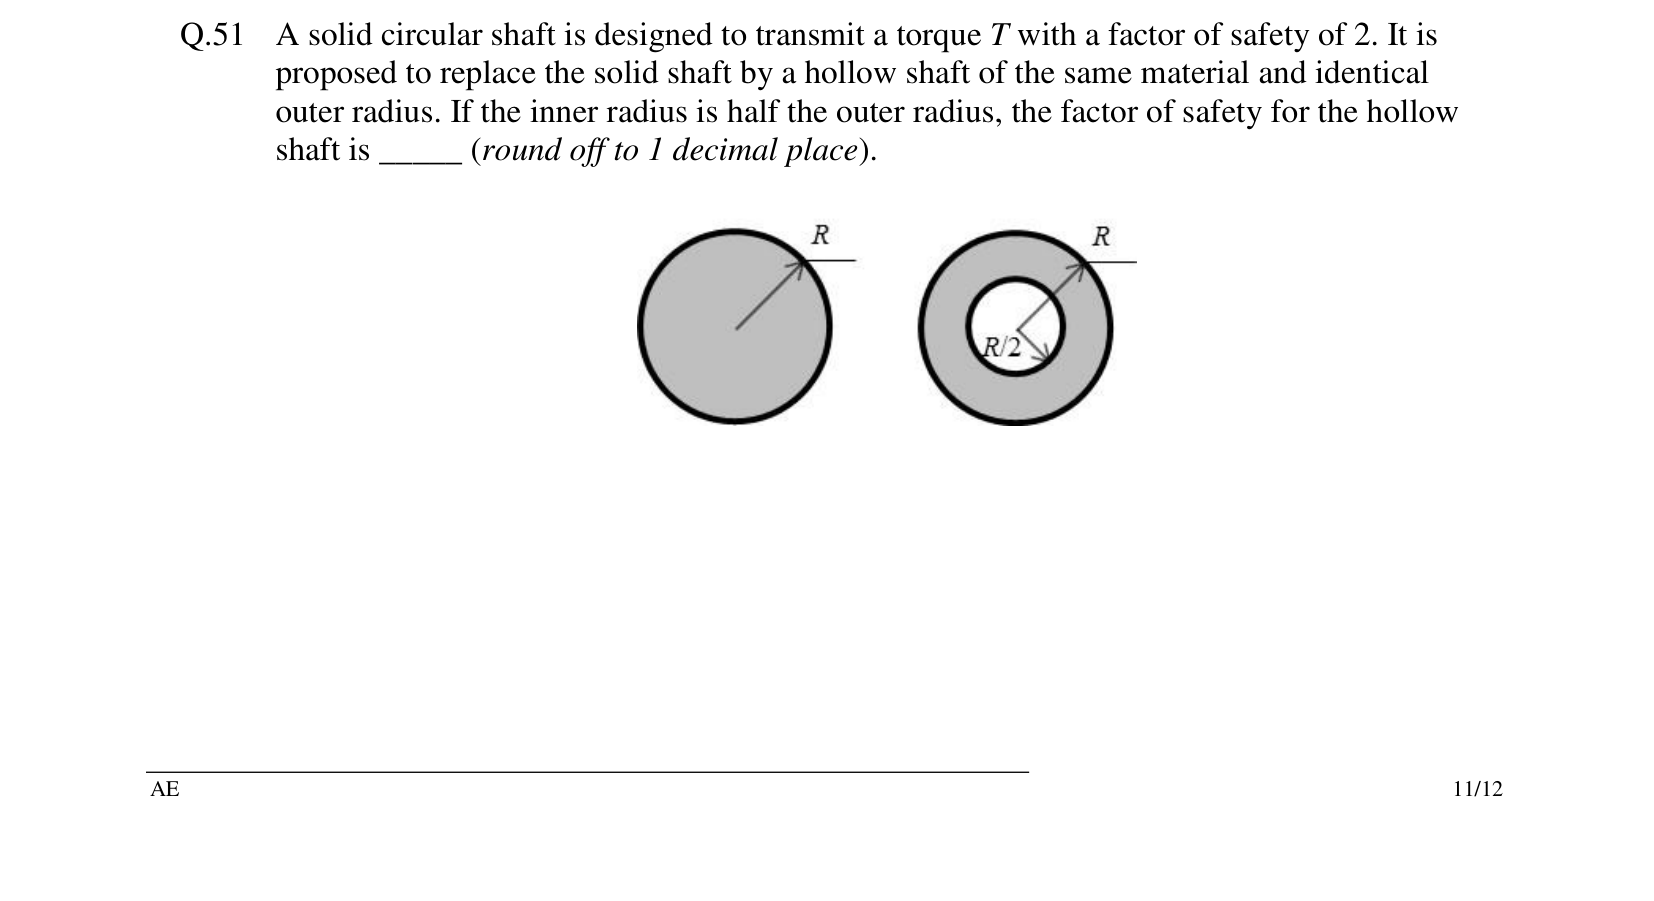 Q.51 A solid circular shaft is designed to transmit a torque T with a factor of safety of 2. It is
proposed to replace the solid shaft by a hollow shaft of the same material and identical
outer radius. If the inner radius is half the outer radius, the factor of safety for the hollow
shaft is _____ (round off to 1 decimal place).
R R
R/2
AE 11/12